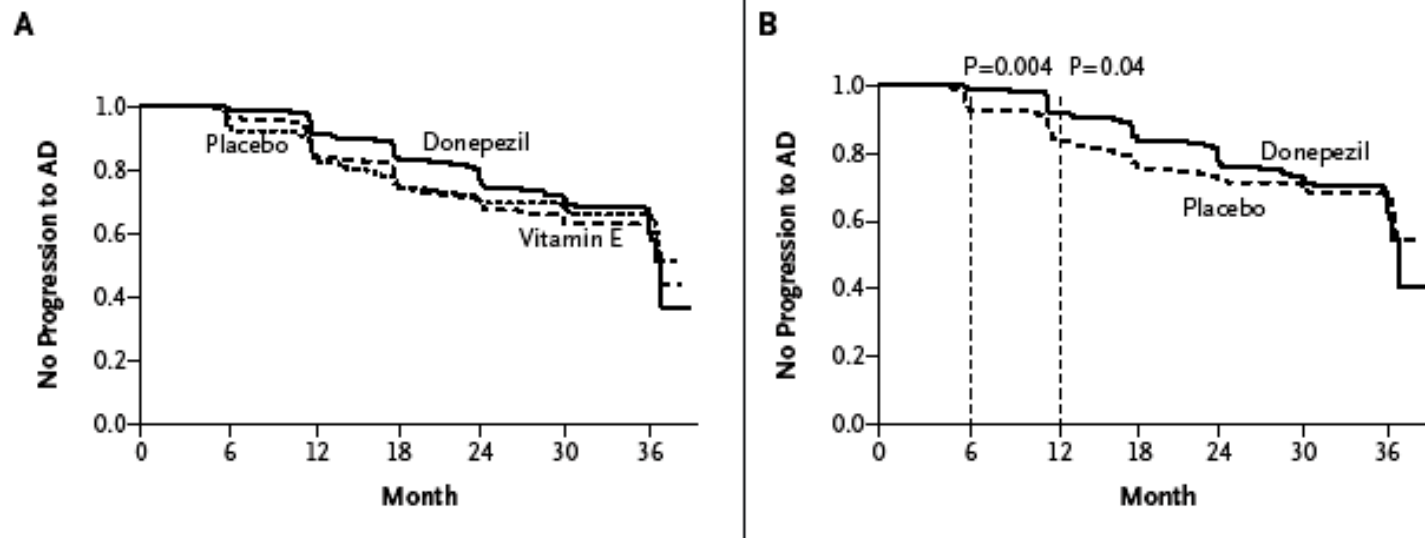 A
No Progression to AD
1.0
0.8
0.6
0.4
0.2
0.0
Placebo
Donepezil
Vitamin E
0 6 12 18 24 30 36
Month
B
P=0.004 P=0.04
No Progression to AD
1.0
0.8
0.6
0.4
0.2
0.0
Donepezil
Placebo
0 6 12 18 24 30 36
Month